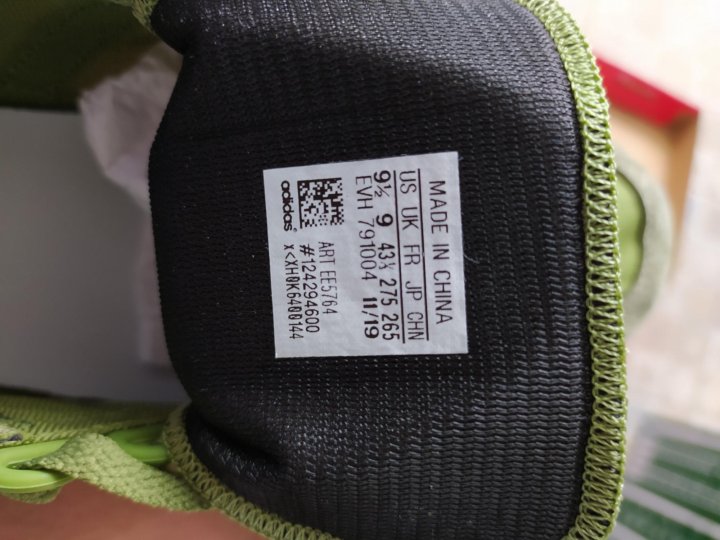 MADE IN CHINA
US UK FR JP CHN
9½ 9 43⅓ 275 265
EVH 791004 11/19
adidas
ART EE5764
#124294600
X<XH0K6400144